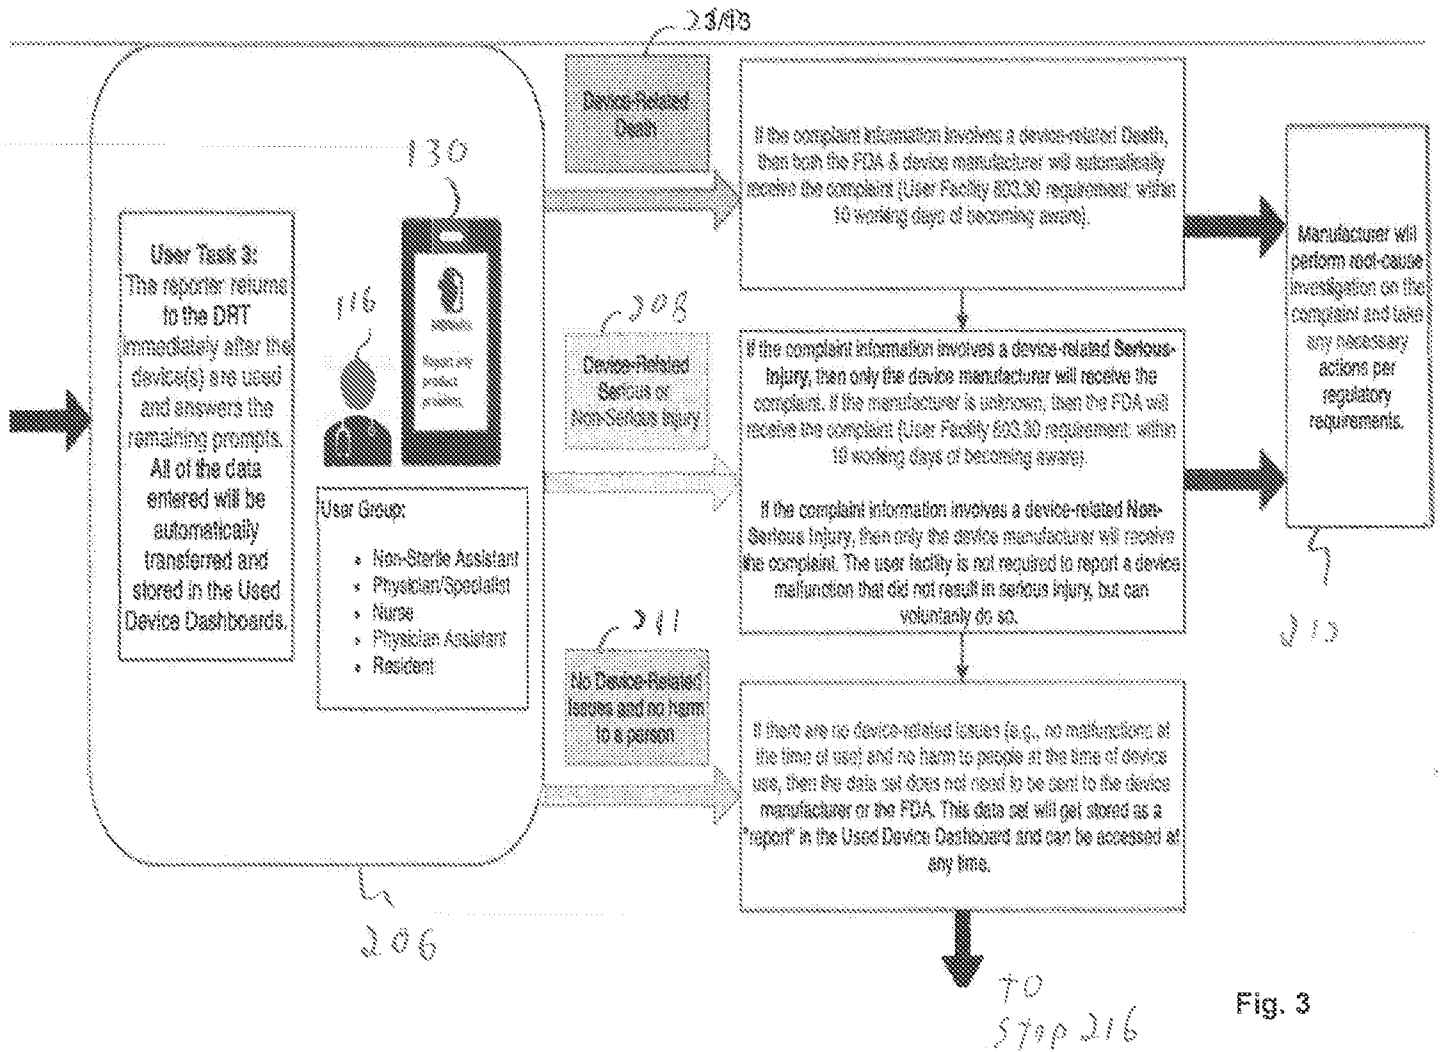 3/13
Device-Related
Death
If the complaint information involves a device-related Death,
then both the FDA & device manufacturer will automatically
receive the complaint (User Facility 803.30 requirement: within
10 working days of becoming aware).
130
User Task 3:
The reporter returns
to the DRT
immediately after the
device(s) are used
and answers the
remaining prompts.
All of the data
entered will be
automatically
transferred and
stored in the Used
Device Dashboards.
116
Report any
product
problem.
User Group:
• Non-Sterile Assistant
• Physician/Specialist
• Nurse
• Physician Assistant
• Resident
208
Device-Related
Serious or
Non-Serious Injury
If the complaint information involves a device-related Serious-
Injury, then only the device manufacturer will receive the
complaint. If the manufacturer is unknown, then the FDA will
receive the complaint (User Facility 803.30 requirement: within
10 working days of becoming aware).
If the complaint information involves a device-related Non-
Serious Injury, then only the device manufacturer will receive
the complaint. The user facility is not required to report a device
malfunction that did not result in serious injury, but can
voluntarily do so.
Manufacturer will
perform root-cause
investigation on the
complaint and take
any necessary
actions per
regulatory
requirements.
211
No Device-Related
Issues and no harm
to a person
If there are no device-related issues (e.g., no malfunctions at
the time of use) and no harm to people at the time of device
use, then the data set does not need to be sent to the device
manufacturer or the FDA. This data set will get stored as a
"report" in the Used Device Dashboard and can be accessed at
any time.
206
TO
STOP 216
Fig. 3